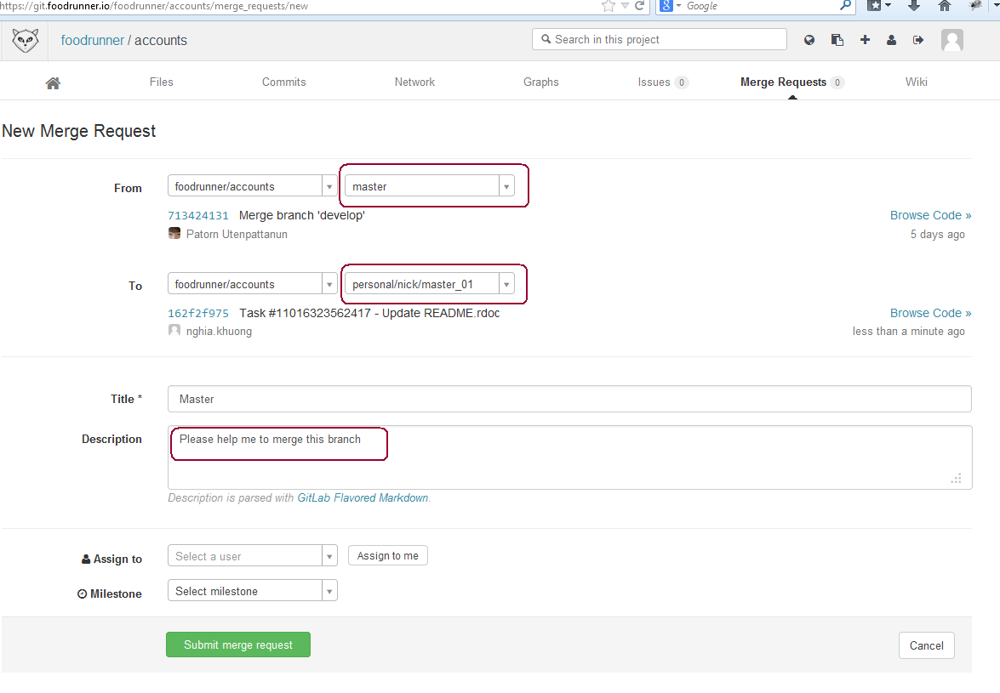 https://git.foodrunner.io/foodrunner/accounts/merge_requests/new
8 Google
foodrunner / accounts
Search in this project
Files Commits Network Graphs Issues 0 Merge Requests 0 Wiki
New Merge Request
From foodrunner/accounts master
713424131 Merge branch 'develop' Browse Code »
Patorn Utenpattanun 5 days ago
To foodrunner/accounts personal/nick/master_01
162f2f975 Task #11016323562417 - Update README.rdoc Browse Code »
nghia.khuong less than a minute ago
Title * Master
Description Please help me to merge this branch
Description is parsed with GitLab Flavored Markdown.
Assign to Select a user Assign to me
Milestone Select milestone
Submit merge request Cancel